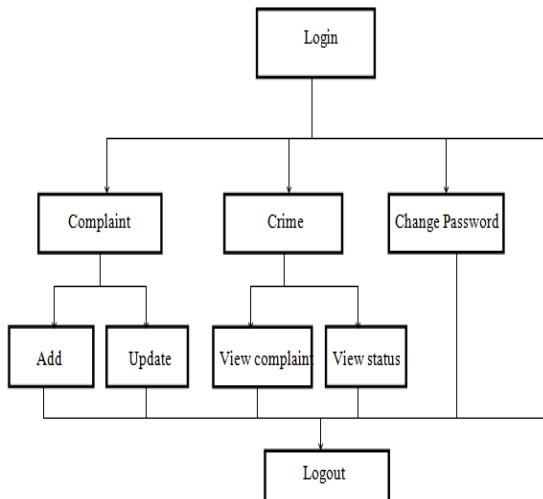 Login
Complaint
Crime
Change Password
Add
Update
View complaint
View status
Logout